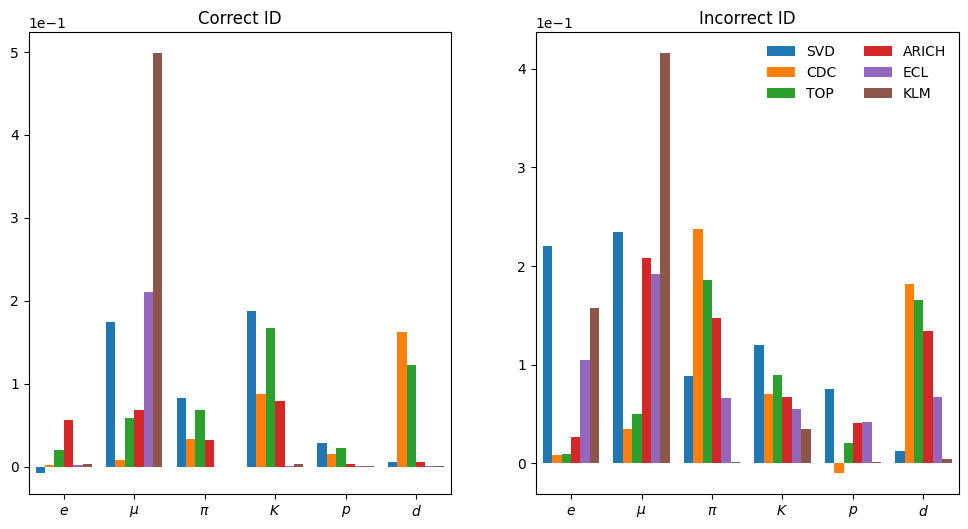 Correct ID
1e−1
5
4
3
2
1
0
e μ π K p d
Incorrect ID
1e−1
4
3
2
1
0
SVD
CDC
TOP
ARICH
ECL
KLM
e μ π K p d